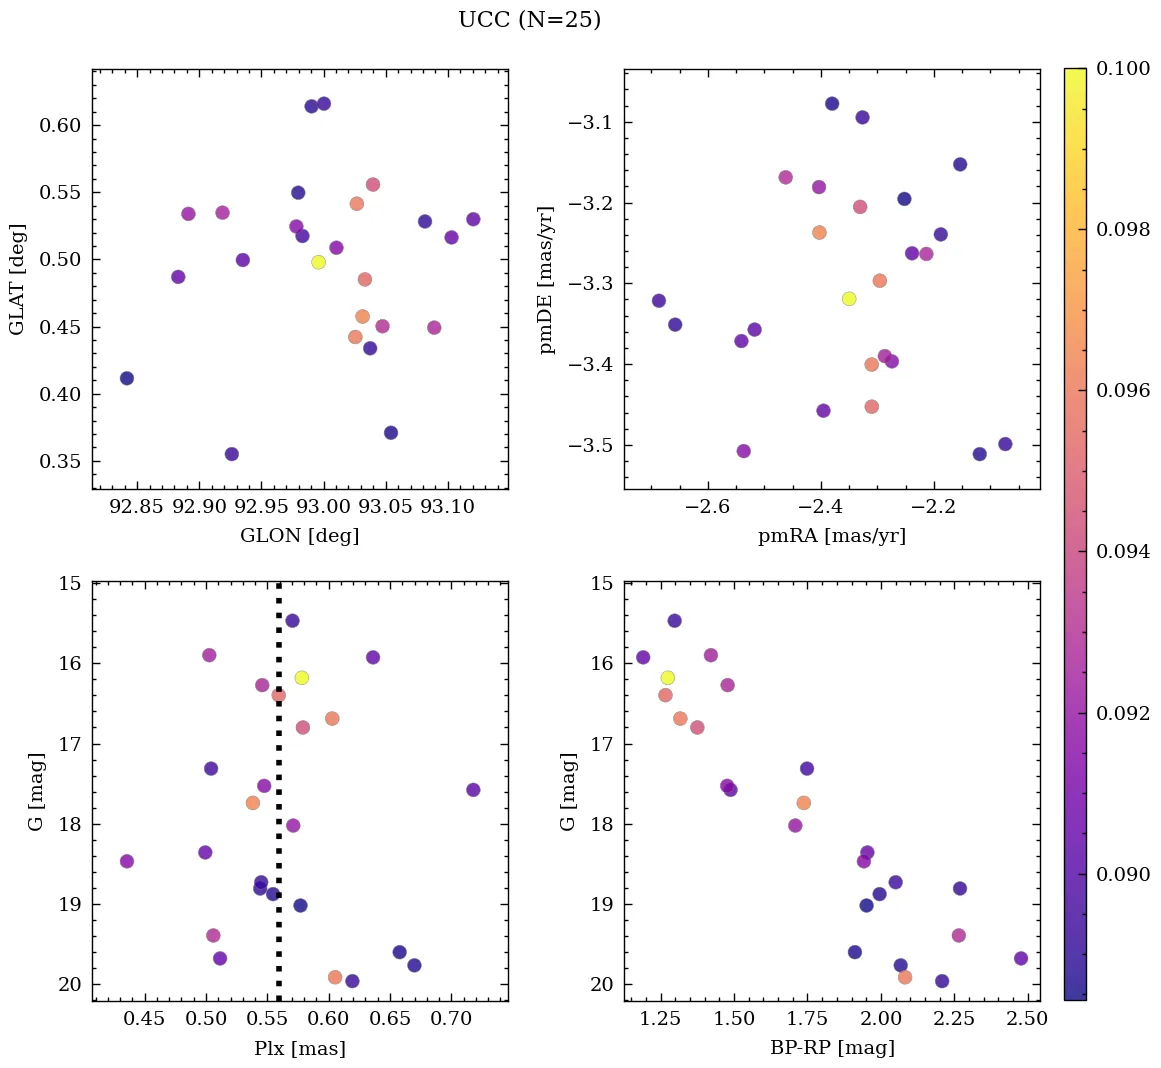 UCC (N=25)
0.60
0.55
0.50
0.45
0.40
0.35
GLAT [deg]
92.85 92.90 92.95 93.00 93.05 93.10
GLON [deg]
−3.1
−3.2
−3.3
−3.4
−3.5
pmDE [mas/yr]
−2.6 −2.4 −2.2
pmRA [mas/yr]
15
16
17
18
19
20
G [mag]
0.45 0.50 0.55 0.60 0.65 0.70
Plx [mas]
15
16
17
18
19
20
G [mag]
1.25 1.50 1.75 2.00 2.25 2.50
BP-RP [mag]
0.100
0.098
0.096
0.094
0.092
0.090